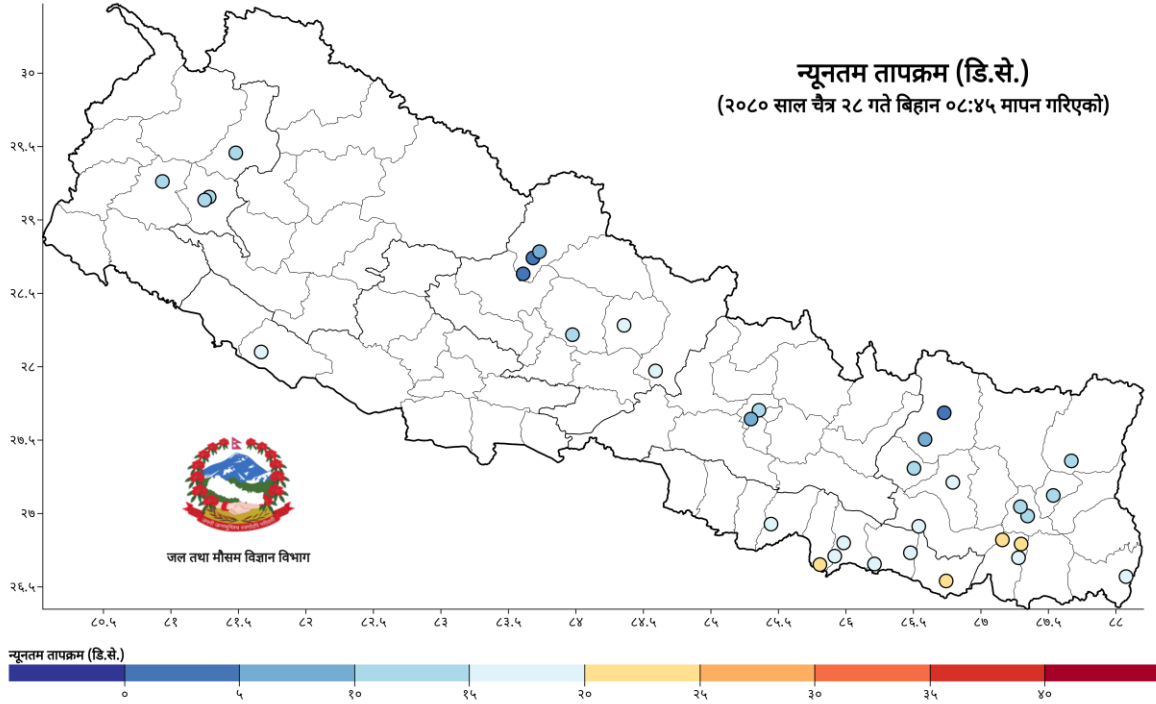 न्यूनतम तापक्रम (डि.से.)
(२०८० साल चैत्र २८ गते बिहान ०८:४५ मापन गरिएको)
३०
२९.५
२९
२८.५
२८
२७.५
२७
२६.५
जल तथा मौसम विज्ञान विभाग
८०.५ ८१ ८१.५ ८२ ८२.५ ८३ ८३.५ ८४ ८४.५ ८५ ८५.५ ८६ ८६.५ ८७ ८७.५ ८८
न्यूनतम तापक्रम (डि.से.)
० ५ १० १५ २० २५ ३० ३५ ४०